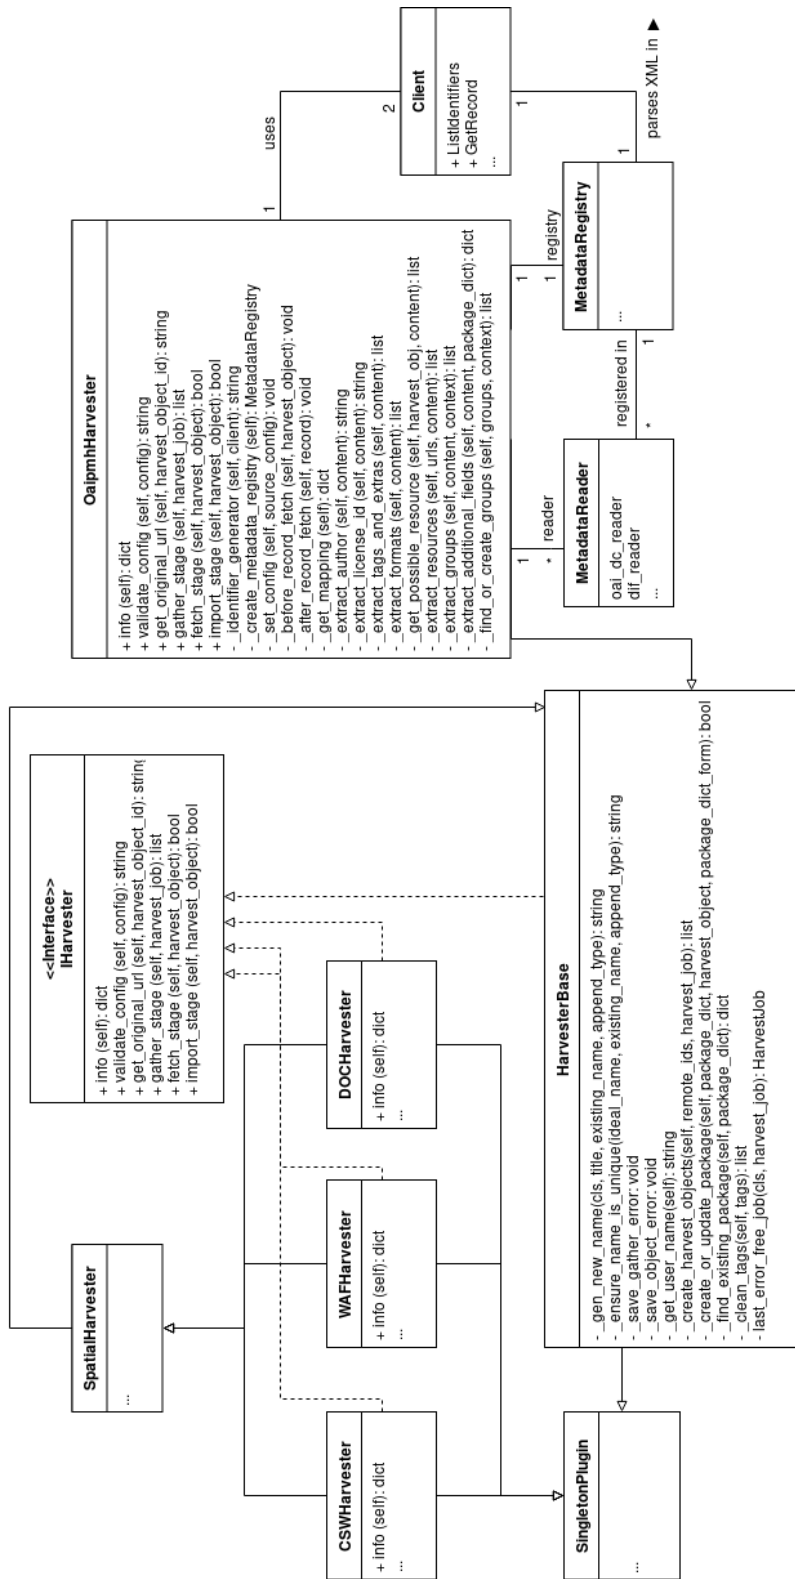 SpatialHarvester
...
<<Interface>>
IHarvester
+ info (self): dict
+ validate_config (self, config): string
+ get_original_url (self, harvest_object_id): string
+ gather_stage (self, harvest_job): list
+ fetch_stage (self, harvest_object): bool
+ import_stage (self, harvest_object): bool
OaipmhHarvester
+ info (self): dict
+ validate_config (self, config): string
+ get_original_url (self, harvest_object_id): string
+ gather_stage (self, harvest_job): list
+ fetch_stage (self, harvest_object): bool
+ import_stage (self, harvest_object): bool
- _identifier_generator (self, client): string
- _create_metadata_registry (self): MetadataRegistry
- _set_config (self, source_config): void
- _before_record_fetch (self, harvest_object): void
- _after_record_fetch (self, record): void
- _get_mapping (self): dict
- _extract_author (self, content): string
- _extract_license_id (self, content): string
- _extract_tags_and_extras (self, content): list
- _extract_formats (self, content): list
- _get_possible_resource (self, harvest_obj, content): list
- _extract_resources (self, urls, content): list
- _extract_groups (self, content, context): list
- _extract_additional_fields (self, content, package_dict): dict
- _find_or_create_groups (self, groups, context): list
1
uses
2
Client
+ ListIdentifiers
+ GetRecord
...
1
1
parses XML in ▶
CSWHarvester
+ info (self): dict
...
WAFHarvester
+ info (self): dict
...
DOCHarvester
+ info (self): dict
...
1
* reader
MetadataReader
oai_dc_reader
dif_reader
...
registered in
*
1
1
1 registry
MetadataRegistry
...
SingletonPlugin
...
HarvesterBase
- _gen_new_name(cls, title, existing_name, append_type): string
- _ensure_name_is_unique(ideal_name, existing_name, append_type): string
- _save_gather_error: void
- _save_object_error: void
- _get_user_name(self): string
- _create_harvest_objects(self, remote_ids, harvest_job): list
- _create_or_update_package(self, package_dict, harvest_object, package_dict_form): bool
- _find_existing_package(self, package_dict): dict
- _clean_tags(self, tags): list
- last_error_free_job(cls, harvest_job): HarvestJob